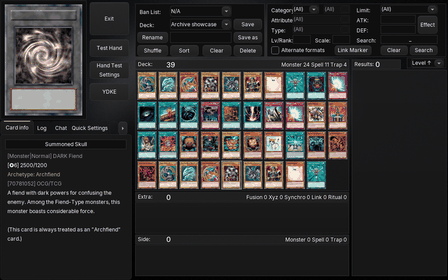 Exit
Test Hand
Hand Test
Settings
YDKE
Ban List: N/A
Deck: Archive showcase Save
Rename Save as
Shuffle Sort Clear Delete
Category: (All) Limit: (All)
Attribute (All) ATK:
Type: (All) DEF: Effect
Lv./Rank: Scale: Search:
Alternate formats Link Marker Clear Search
Deck: 39 Monster 24 Spell 11 Trap 4
Results: 0 Level ?
Card info Log Chat Quick Settings
Summoned Skull
[Monster|Normal] DARK Fiend
2500/1200
Archetype: Archfiend
[70781052] OCG/TCG
A fiend with dark powers for confusing the enemy.
Among the Fiend-Type monsters, this
monster boasts considerable force.
(This card is always treated as an "Archfiend"
card.)
Extra: 0 Fusion 0 Xyz 0 Synchro 0 Link 0 Ritual 0
Side: 0 Monster 0 Spell 0 Trap 0